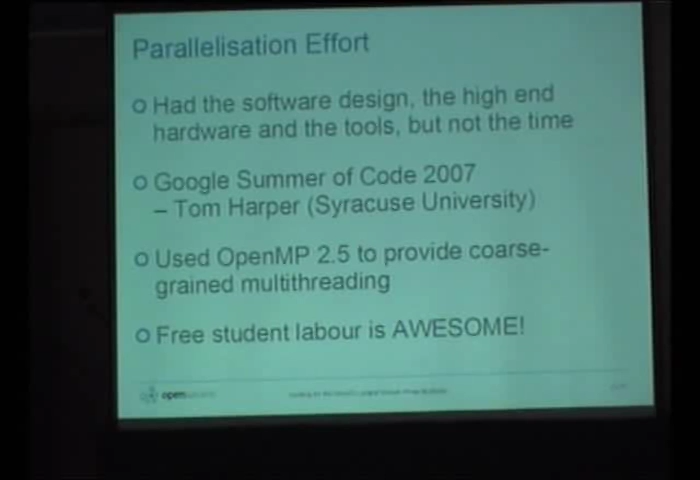 Parallelisation Effort
Had the software design, the high end
hardware and the tools, but not the time
Google Summer of Code 2007
– Tom Harper (Syracuse University)
Used OpenMP 2.5 to provide coarse-
grained multithreading
Free student labour is AWESOME!
open